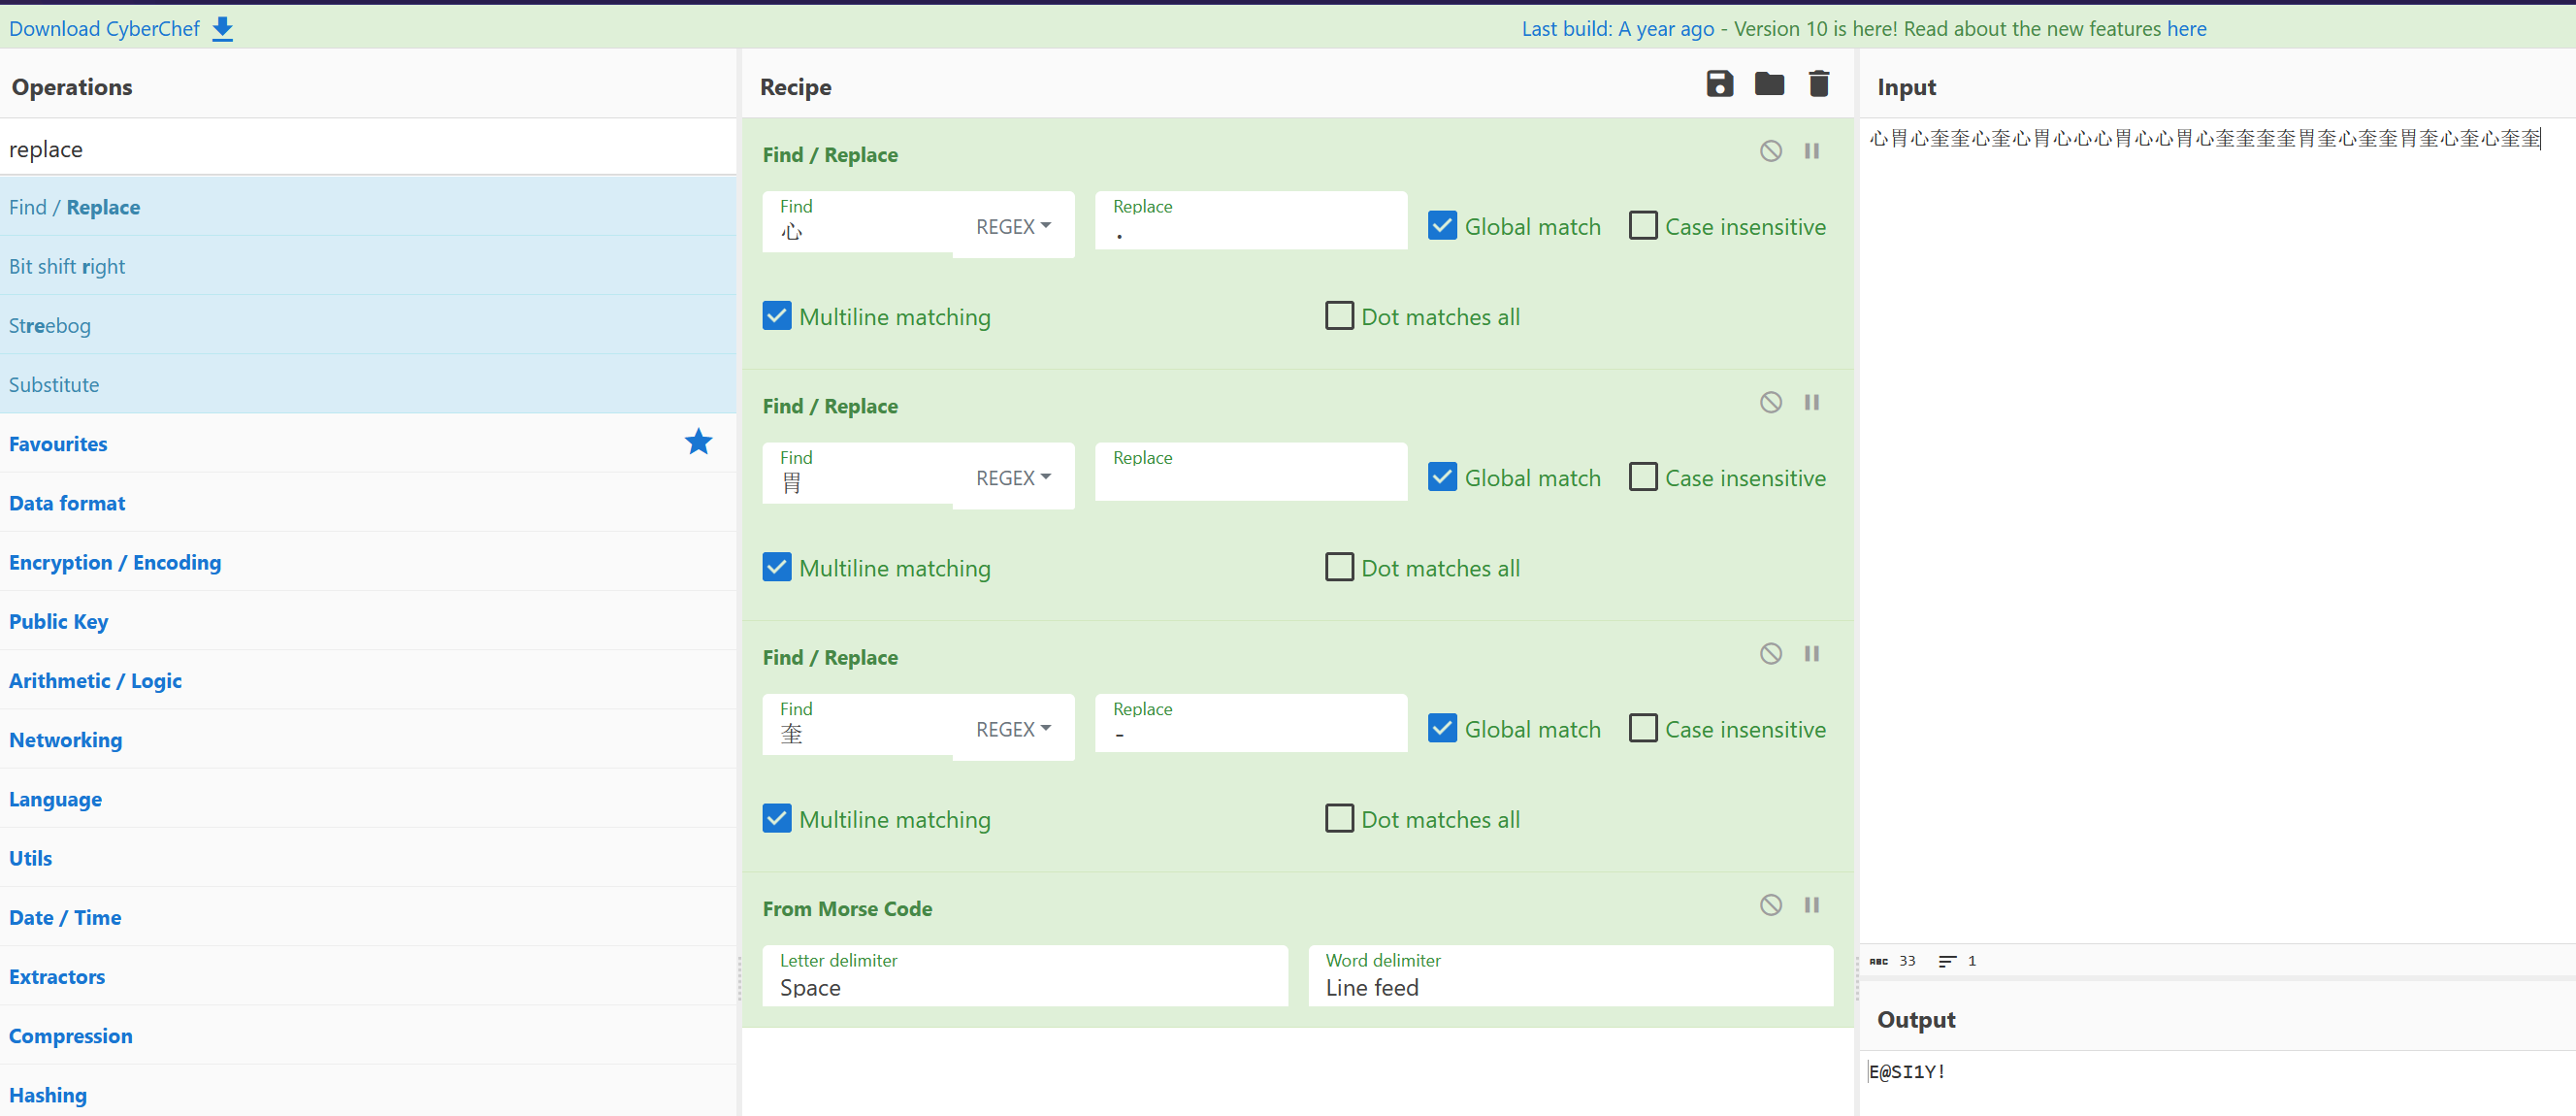 Download CyberChef
Last build: A year ago - Version 10 is here! Read about the new features here
Operations
replace
Find / Replace
Bit shift right
Streebog
Substitute
Favourites
Data format
Encryption / Encoding
Public Key
Arithmetic / Logic
Networking
Language
Utils
Date / Time
Extractors
Compression
Hashing
Recipe
Find / Replace
Find
心
REGEX
Replace
.
Global match
Case insensitive
Multiline matching
Dot matches all
Find / Replace
Find
胃
REGEX
Replace
Global match
Case insensitive
Multiline matching
Dot matches all
Find / Replace
Find
奎
REGEX
Replace
-
Global match
Case insensitive
Multiline matching
Dot matches all
From Morse Code
Letter delimiter
Space
Word delimiter
Line feed
Input
心胃心奎奎心奎心胃心心心胃心心胃心奎奎奎奎胃奎心奎奎胃奎心奎心奎奎
ABC 33 1
Output
E@SI1Y!